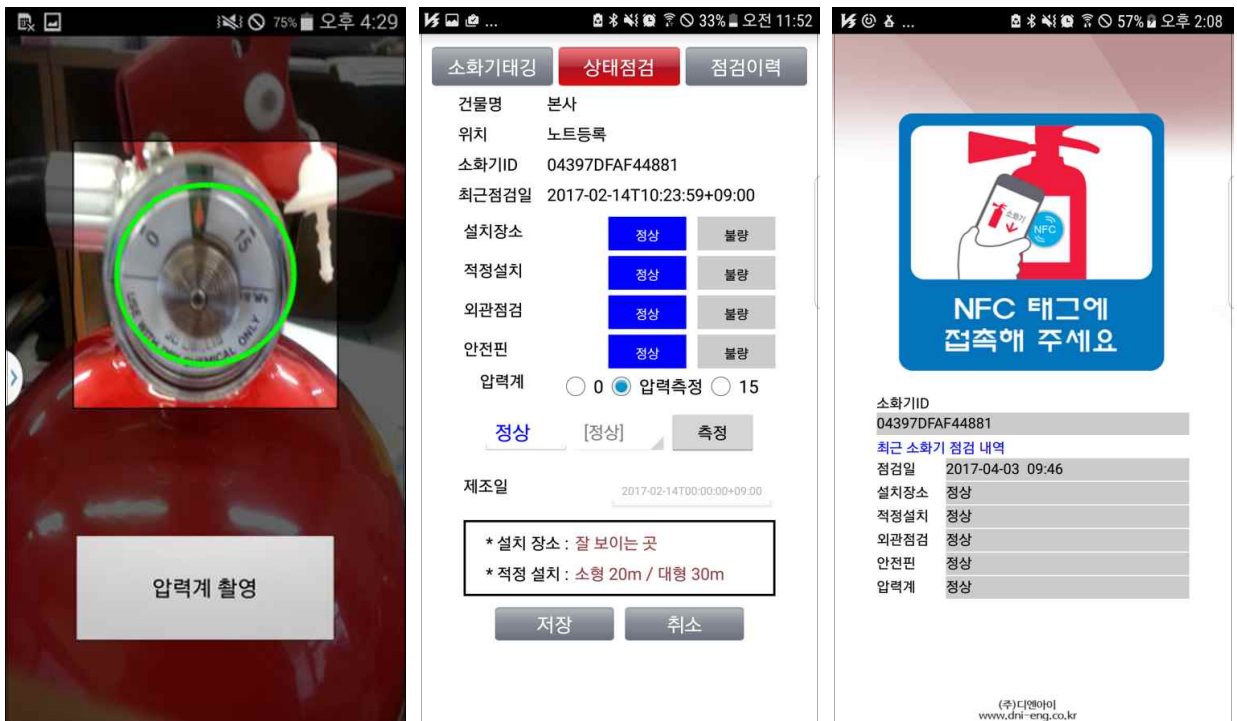 75% 오후 4:29
0
15
USE WITH DRY CHEMICAL ONLY
압력계 촬영
... 33% 오전 11:52
소화기태깅 상태점검 점검이력
건물명 본사
위치 노트등록
소화기ID 04397DFAF44881
최근점검일 2017-02-14T10:23:59+09:00
설치장소 정상 불량
적정설치 정상 불량
외관점검 정상 불량
안전핀 정상 불량
압력계 0 압력측정 15
정상 [정상] 측정
제조일 2017-02-14T00:00:00+09:00
* 설치 장소 : 잘 보이는 곳
* 적정 설치 : 소형 20m / 대형 30m
저장 취소
... 57% 오후 2:08
소화기
NFC
NFC 태그에
접촉해 주세요
소화기ID
04397DFAF44881
최근 소화기 점검 내역
점검일 2017-04-03 09:46
설치장소 정상
적정설치 정상
외관점검 정상
안전핀 정상
압력계 정상
(주)디엔아이
www.dni-eng.co.kr